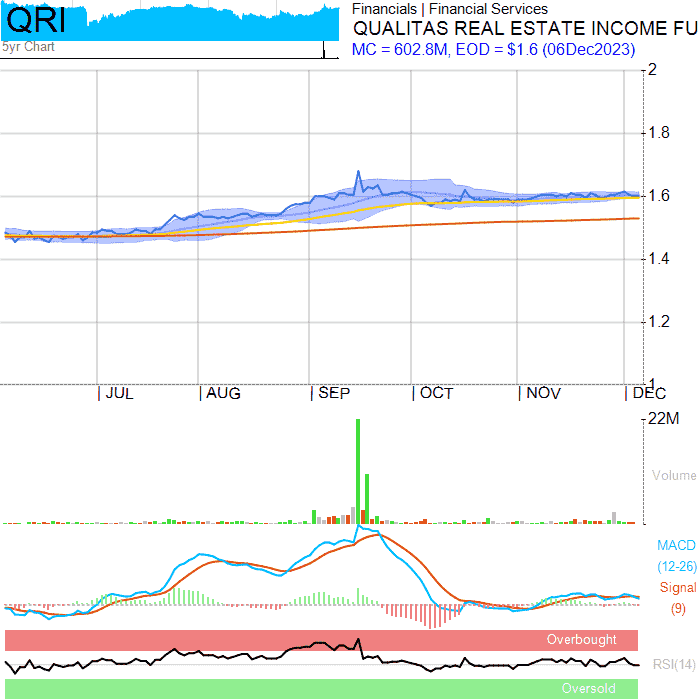 QRI
5yr Chart
Financials | Financial Services
QUALITAS REAL ESTATE INCOME FU
MC = 602.8M, EOD = $1.6 (06Dec2023)
2
1.8
1.6
1.4
1.2
1
JUL AUG SEP OCT NOV DEC
22M
Volume
MACD
(12-26)
Signal
(9)
Overbought
RSI(14)
Oversold